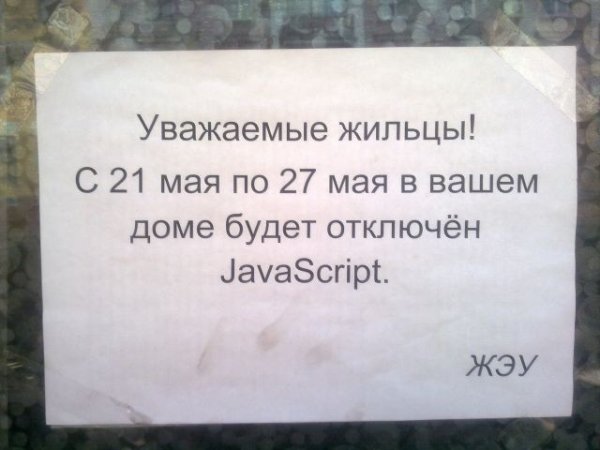 Уважаемые жильцы!
С 21 мая по 27 мая в вашем
доме будет отключён
JavaScript.
ЖЭУ